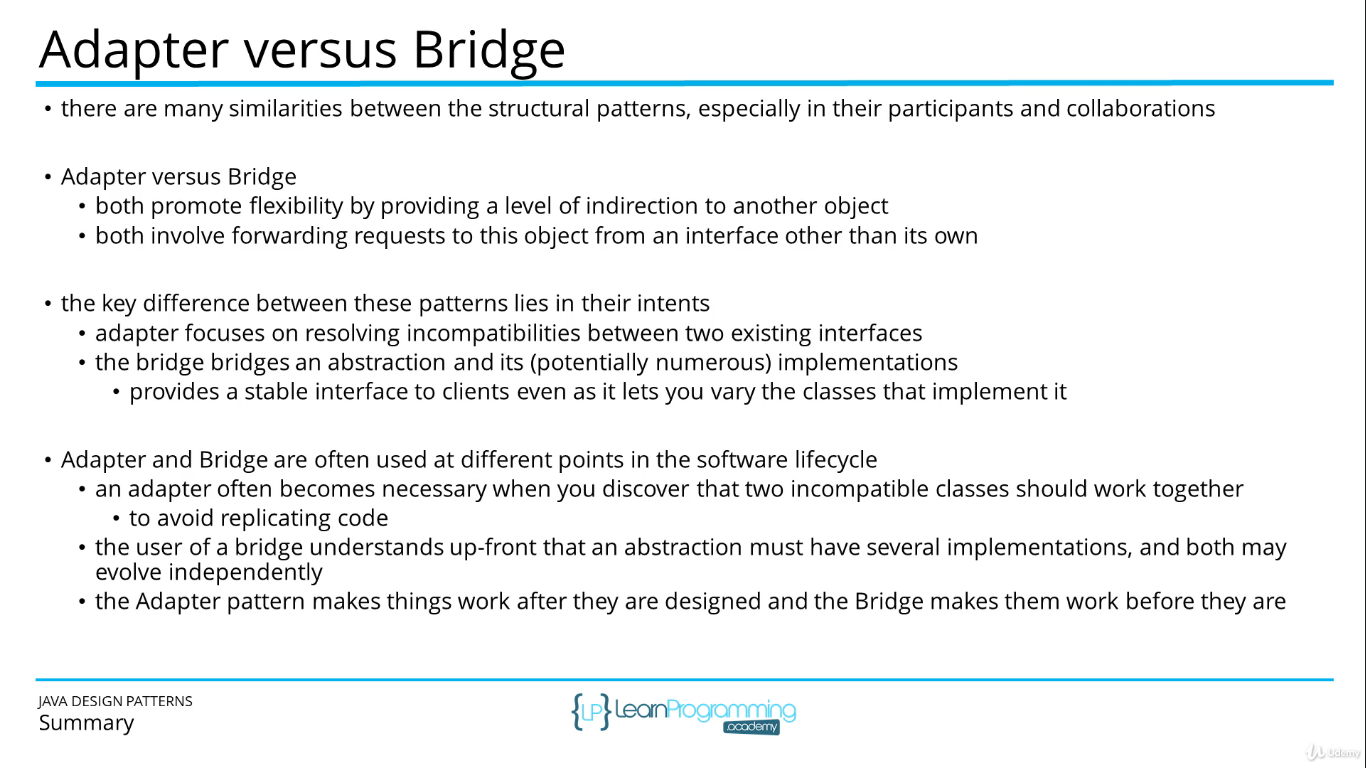 Adapter versus Bridge
• there are many similarities between the structural patterns, especially in their participants and collaborations
• Adapter versus Bridge
• both promote flexibility by providing a level of indirection to another object
• both involve forwarding requests to this object from an interface other than its own
• the key difference between these patterns lies in their intents
• adapter focuses on resolving incompatibilities between two existing interfaces
• the bridge bridges an abstraction and its (potentially numerous) implementations
• provides a stable interface to clients even as it lets you vary the classes that implement it
• Adapter and Bridge are often used at different points in the software lifecycle
• an adapter often becomes necessary when you discover that two incompatible classes should work together
• to avoid replicating code
• the user of a bridge understands up-front that an abstraction must have several implementations, and both may
evolve independently
• the Adapter pattern makes things work after they are designed and the Bridge makes them work before they are
JAVA DESIGN PATTERNS
Summary
{LP} LearnProgramming
.academy
Udemy